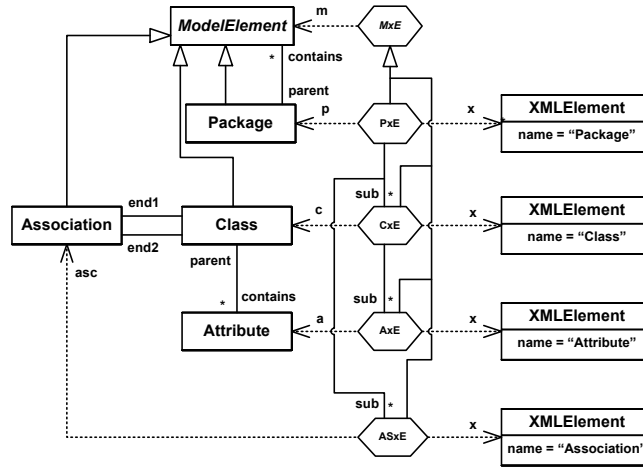 ModelElement
m
MxE
* contains
parent
Package
p
PxE
x
XMLElement
name = "Package"
sub *
Association
end1
end2
Class
c
CxE
x
XMLElement
name = "Class"
asc
parent
* contains
sub *
Attribute
a
AxE
x
XMLElement
name = "Attribute"
sub *
ASxE
x
XMLElement
name = "Association"